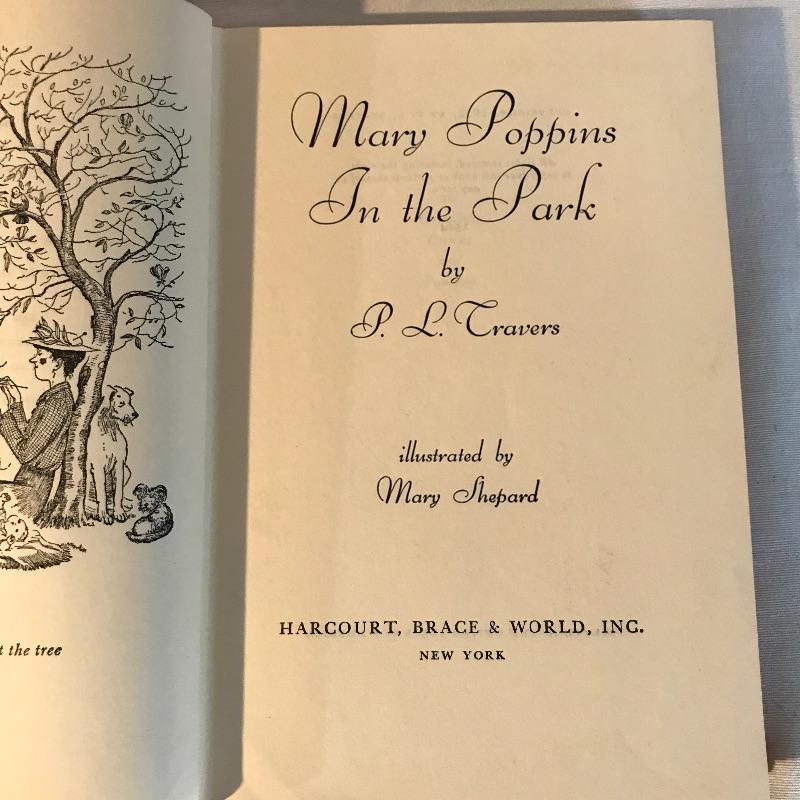 t the tree
Mary Poppins
In the Park
by
P. L. Travers
illustrated by
Mary Shepard
HARCOURT, BRACE & WORLD, INC.
NEW YORK